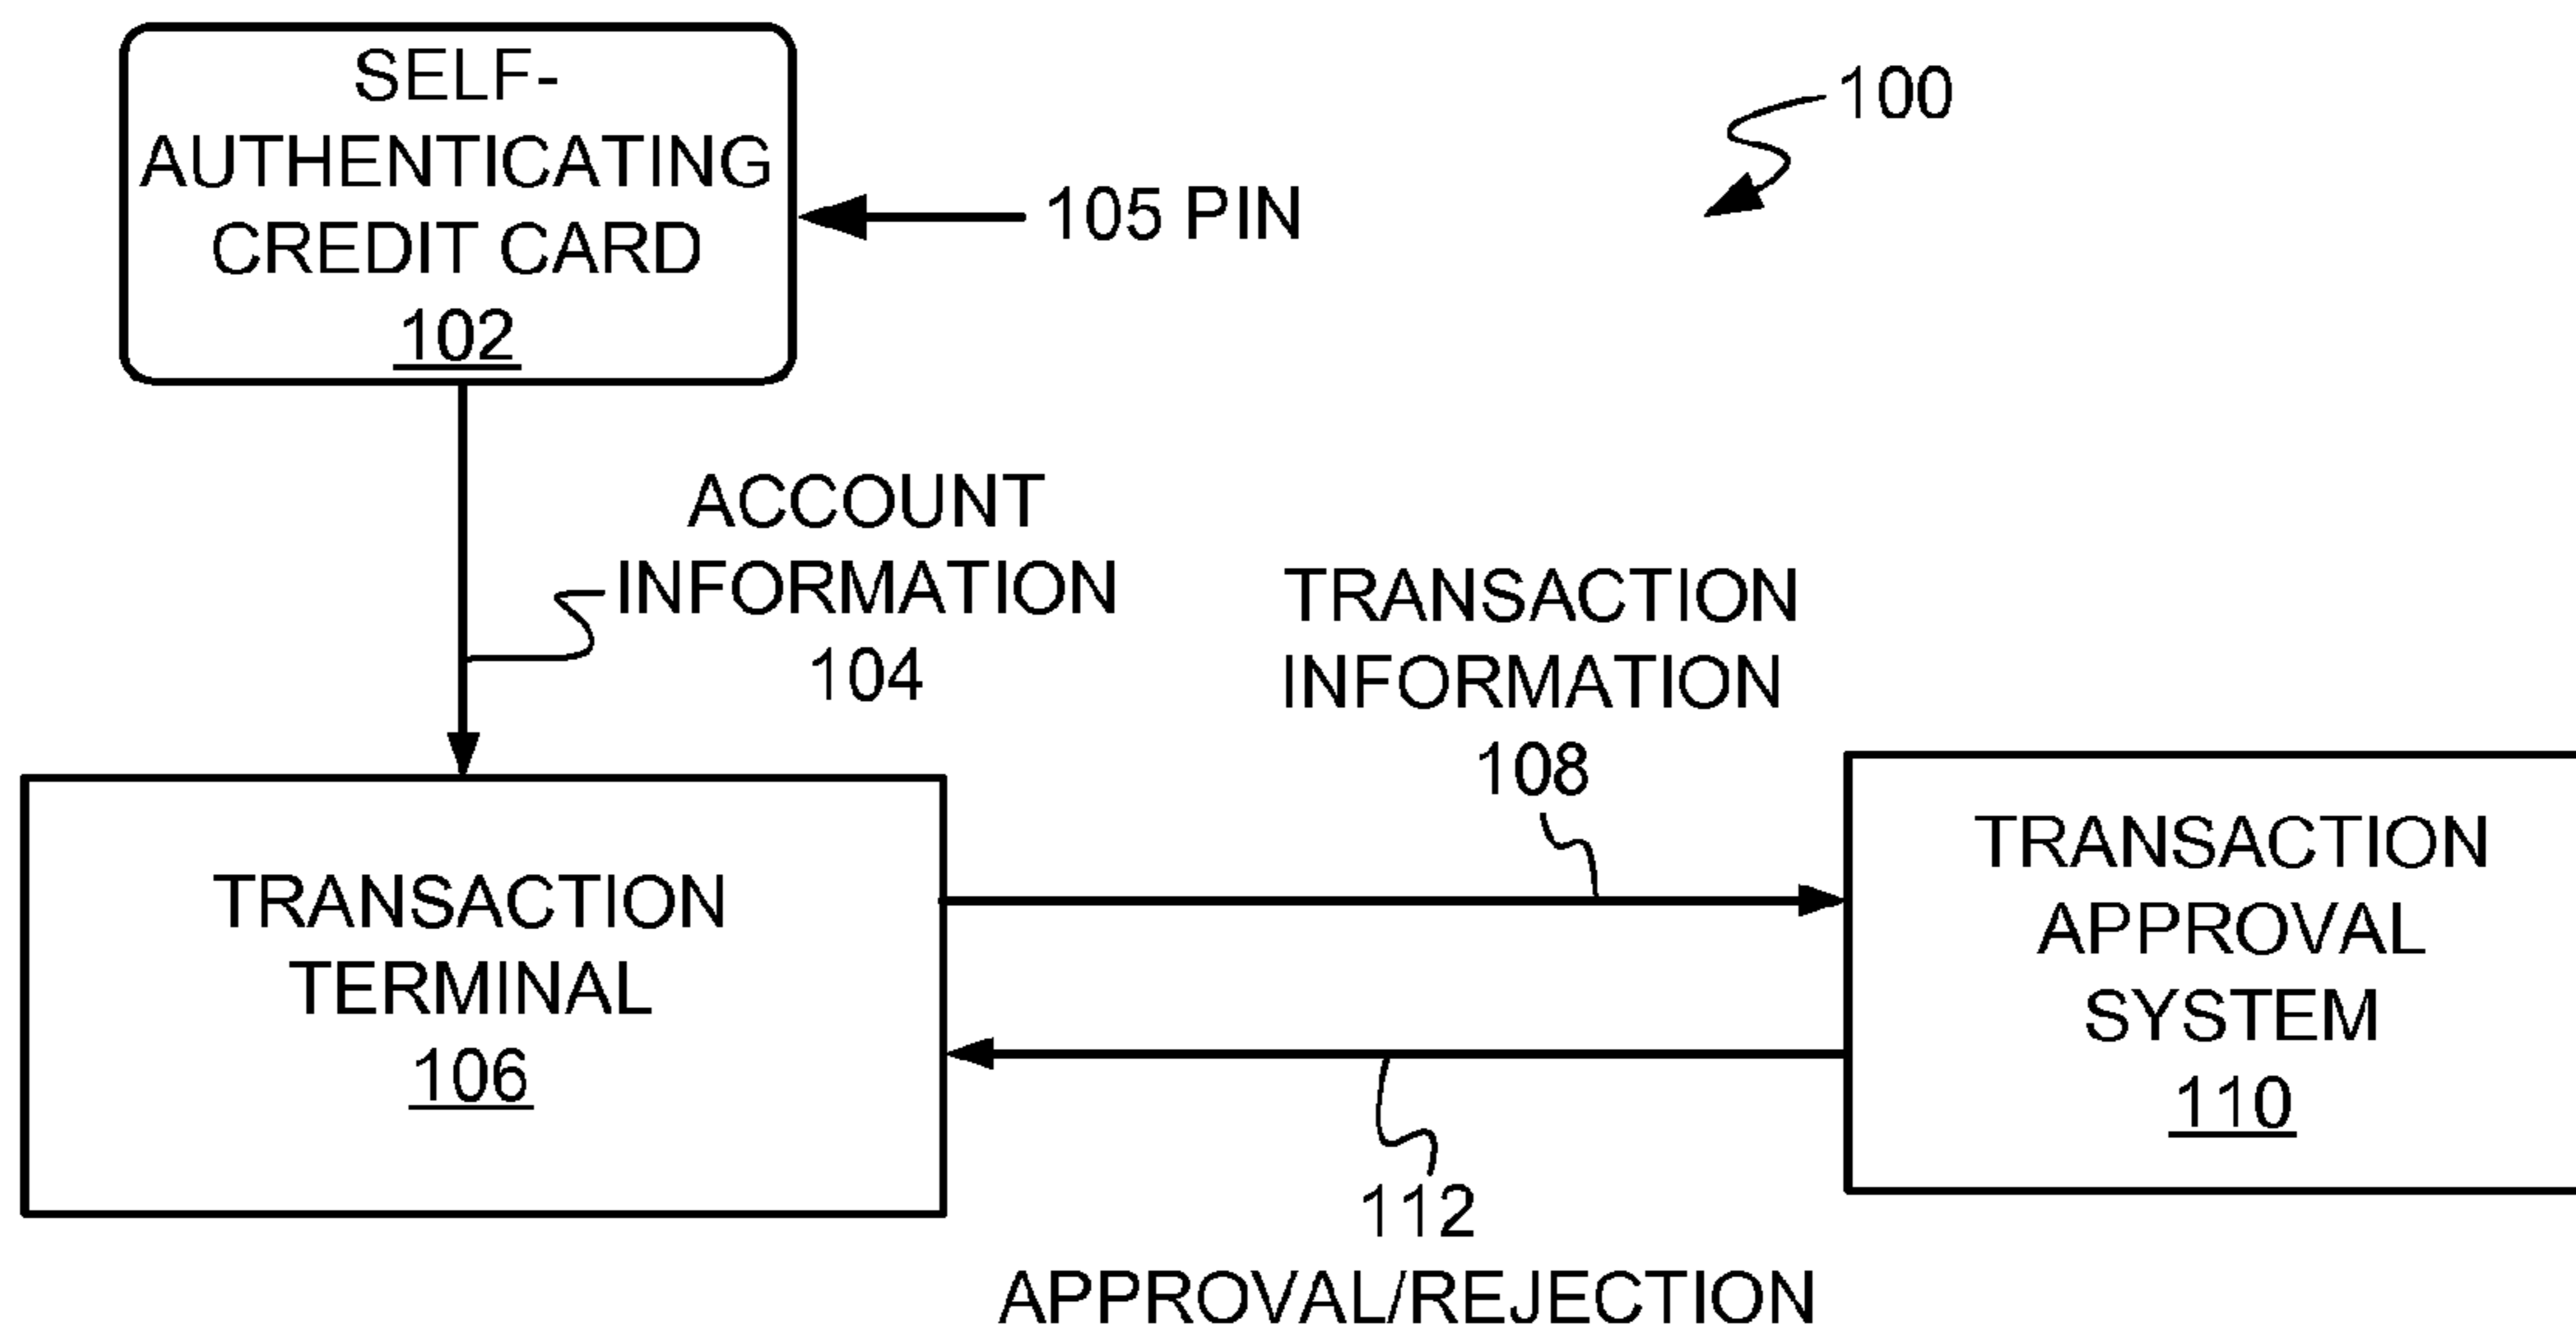 SELF-
AUTHENTICATING
CREDIT CARD
102
105 PIN
100
ACCOUNT
INFORMATION
104
TRANSACTION
INFORMATION
108
TRANSACTION
TERMINAL
106
TRANSACTION
APPROVAL
SYSTEM
110
112
APPROVAL/REJECTION